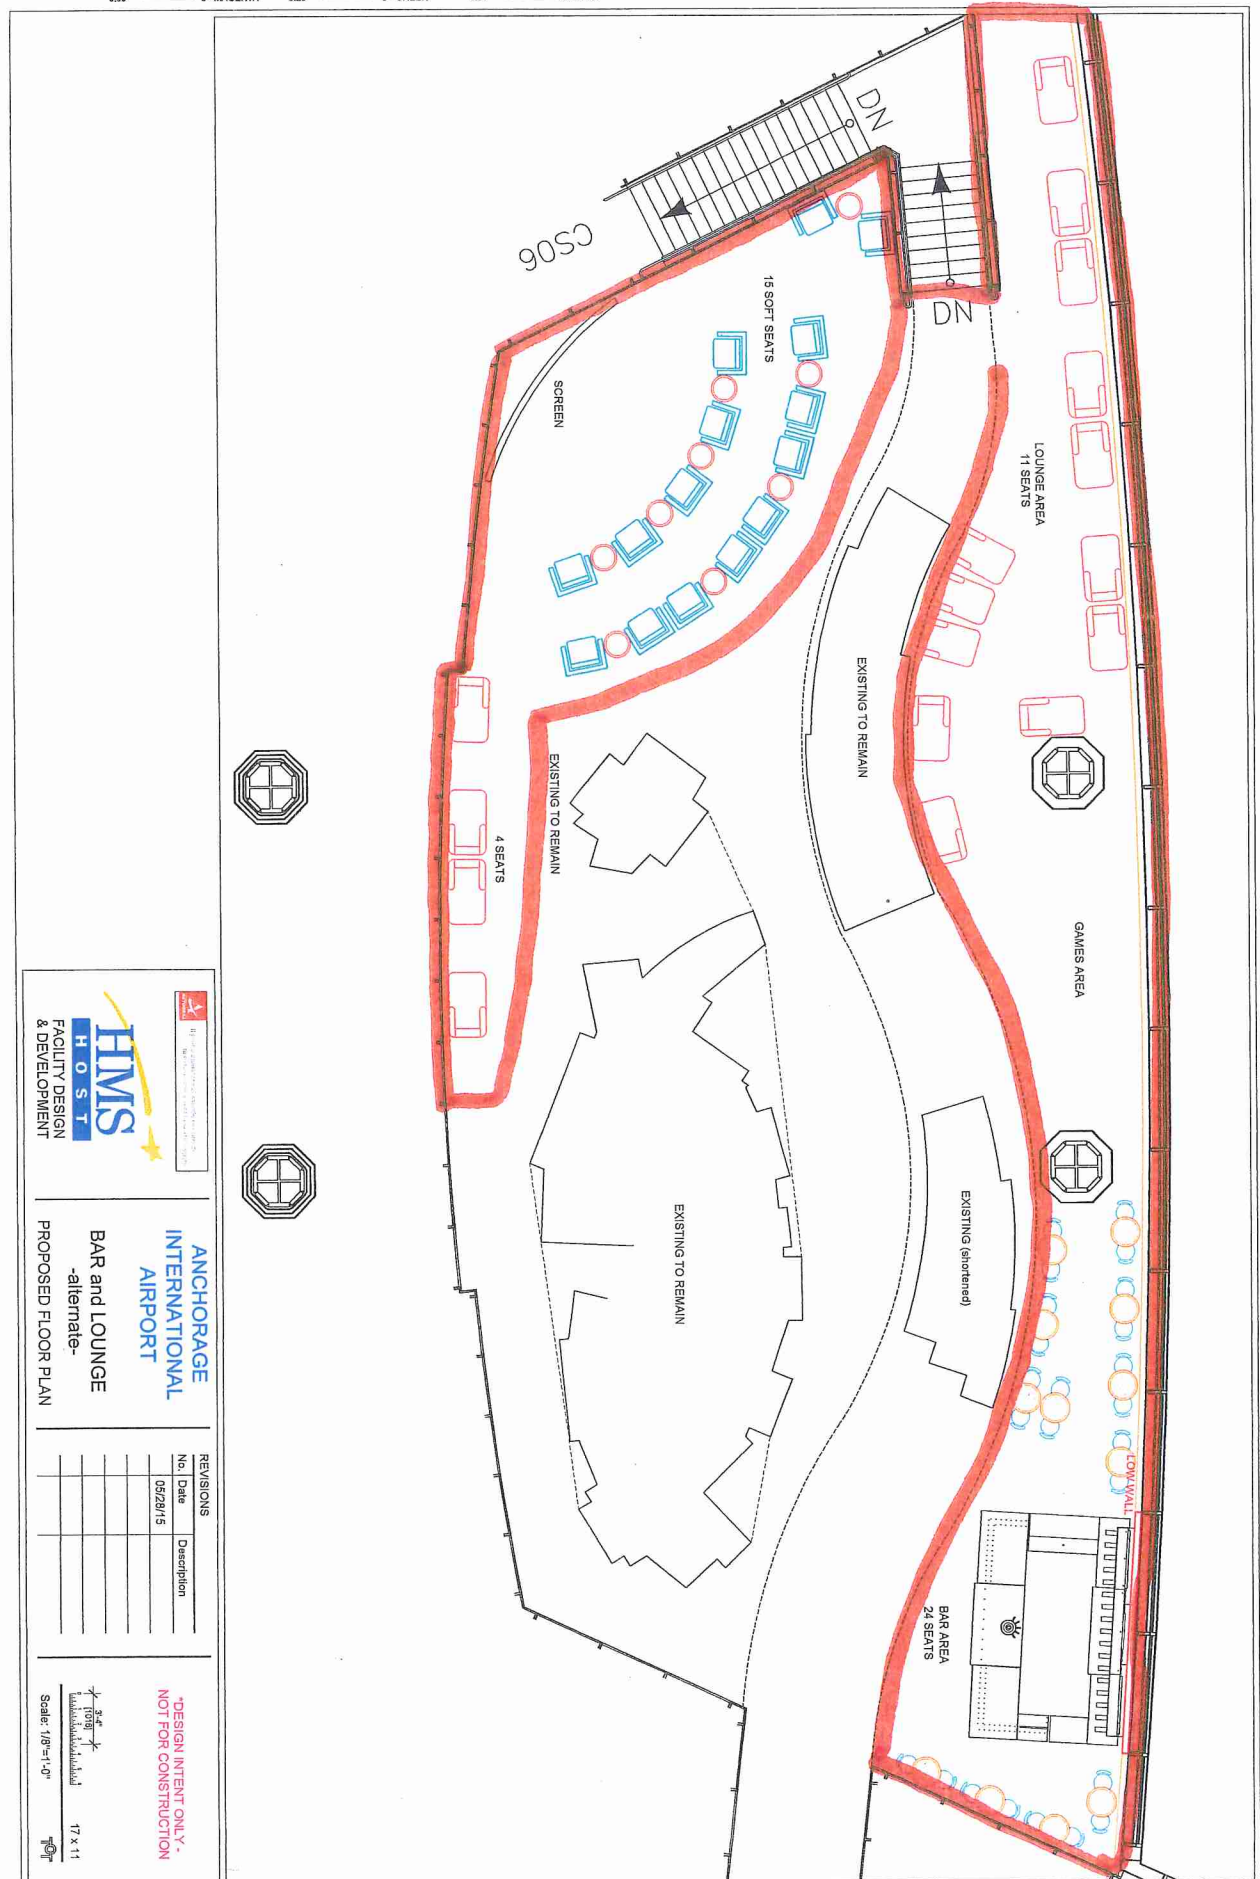 DN
CS06
DN
15 SOFT SEATS
SCREEN
LOUNGE AREA
11 SEATS
EXISTING TO REMAIN
EXISTING TO REMAIN
4 SEATS
GAMES AREA
EXISTING (shortened)
EXISTING TO REMAIN
LOW WALL
BAR AREA
24 SEATS
HMS
HOST
FACILITY DESIGN
& DEVELOPMENT
ANCHORAGE
INTERNATIONAL
AIRPORT
BAR and LOUNGE
-alternate-
PROPOSED FLOOR PLAN
REVISIONS
No. Date Description
05/28/15
*DESIGN INTENT ONLY -
NOT FOR CONSTRUCTION
3'-4"
[1016]
Scale: 1/8"=1'-0"
17 x 11